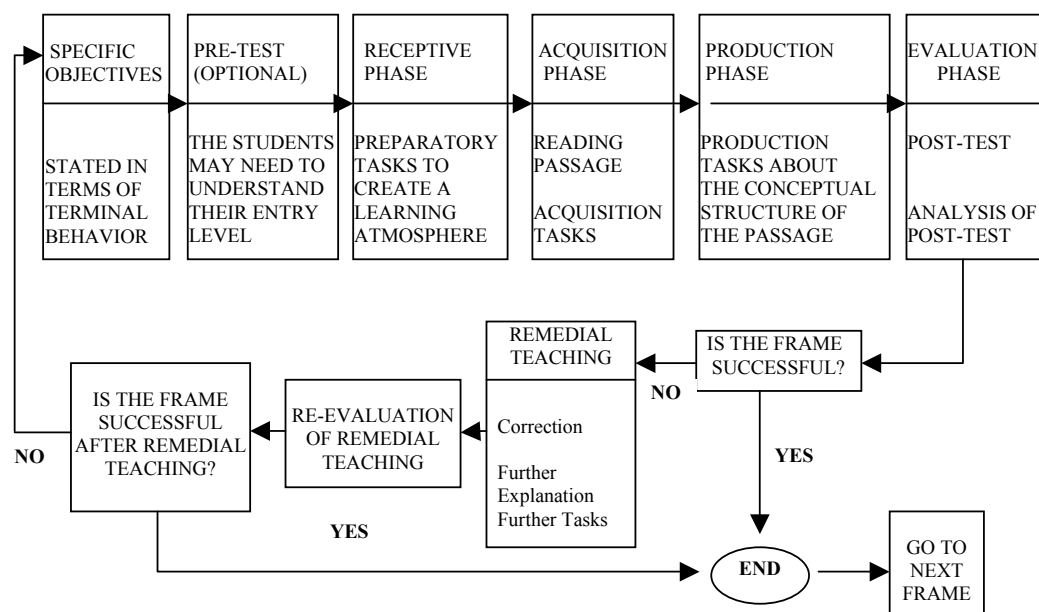 SPECIFIC
OBJECTIVES
STATED IN
TERMS OF
TERMINAL
BEHAVIOR
PRE-TEST
(OPTIONAL)
THE STUDENTS
MAY NEED TO
UNDERSTAND
THEIR ENTRY
LEVEL
RECEPTIVE
PHASE
PREPARATORY
TASKS TO
CREATE A
LEARNING
ATMOSPHERE
ACQUISITION
PHASE
READING
PASSAGE
ACQUISITION
TASKS
PRODUCTION
PHASE
PRODUCTION
TASKS ABOUT
THE CONCEPTUAL
STRUCTURE OF
THE PASSAGE
EVALUATION
PHASE
POST-TEST
ANALYSIS OF
POST-TEST
IS THE FRAME
SUCCESSFUL?
NO
YES
REMEDIAL
TEACHING
Correction
Further
Explanation
Further Tasks
RE-EVALUATION
OF REMEDIAL
TEACHING
IS THE FRAME
SUCCESSFUL
AFTER REMEDIAL
TEACHING?
NO
YES
END
GO TO
NEXT
FRAME